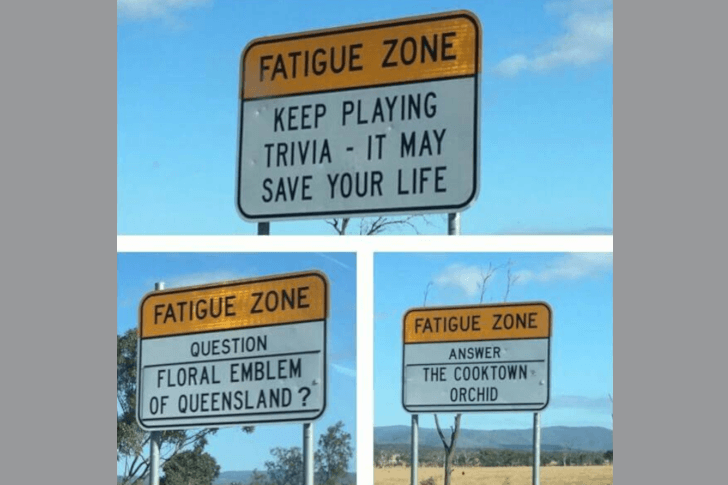 FATIGUE ZONE
KEEP PLAYING
TRIVIA - IT MAY
SAVE YOUR LIFE
FATIGUE ZONE
QUESTION
FLORAL EMBLEM
OF QUEENSLAND?
FATIGUE ZONE
ANSWER
THE COOKTOWN
ORCHID